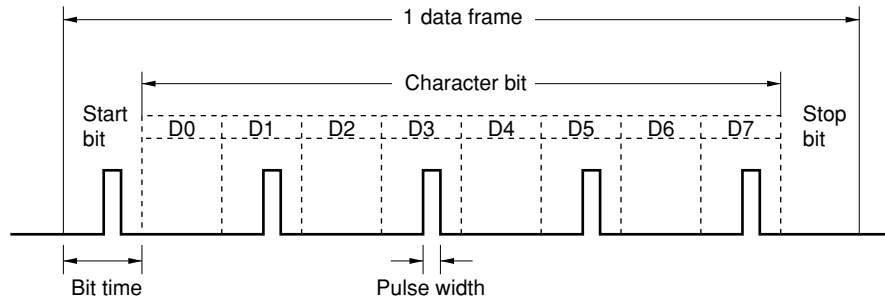 1 data frame
Character bit
Start
bit
D0 D1 D2 D3 D4 D5 D6 D7
Stop
bit
Bit time
Pulse width